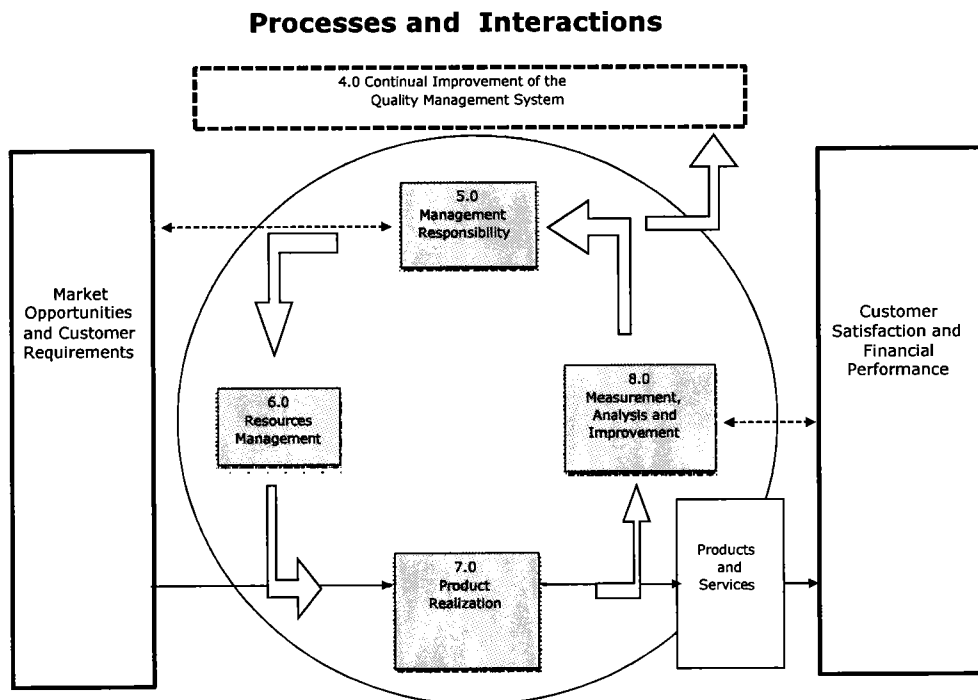 Processes and Interactions
4.0 Continual Improvement of the
Quality Management System
5.0
Management
Responsibility
Market
Opportunities
and Customer
Requirements
Customer
Satisfaction and
Financial
Performance
6.0
Resources
Management
8.0
Measurement,
Analysis and
Improvement
7.0
Product
Realization
Products
and
Services